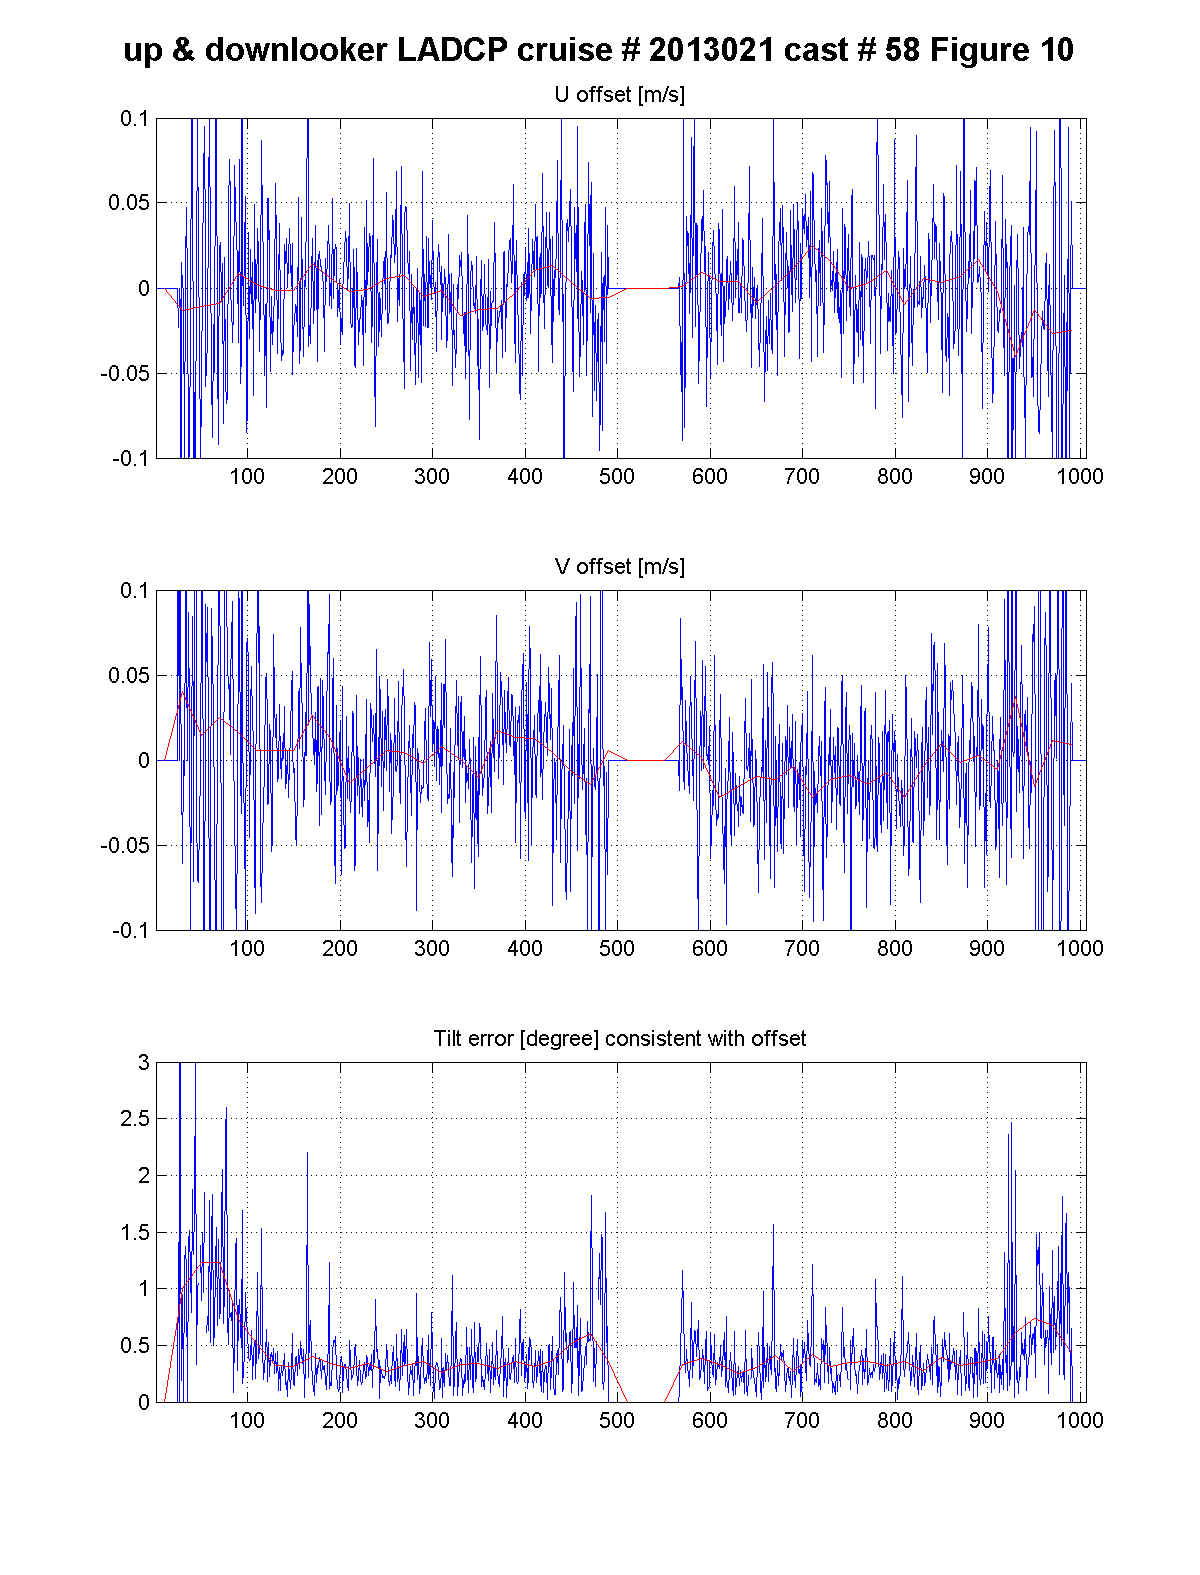 up & downlooker LADCP cruise # 2013021 cast # 58 Figure 10
U offset [m/s]
0.1
0.05
0
-0.05
-0.1
100 200 300 400 500 600 700 800 900 1000
V offset [m/s]
0.1
0.05
0
-0.05
-0.1
100 200 300 400 500 600 700 800 900 1000
Tilt error [degree] consistent with offset
3
2.5
2
1.5
1
0.5
0
100 200 300 400 500 600 700 800 900 1000